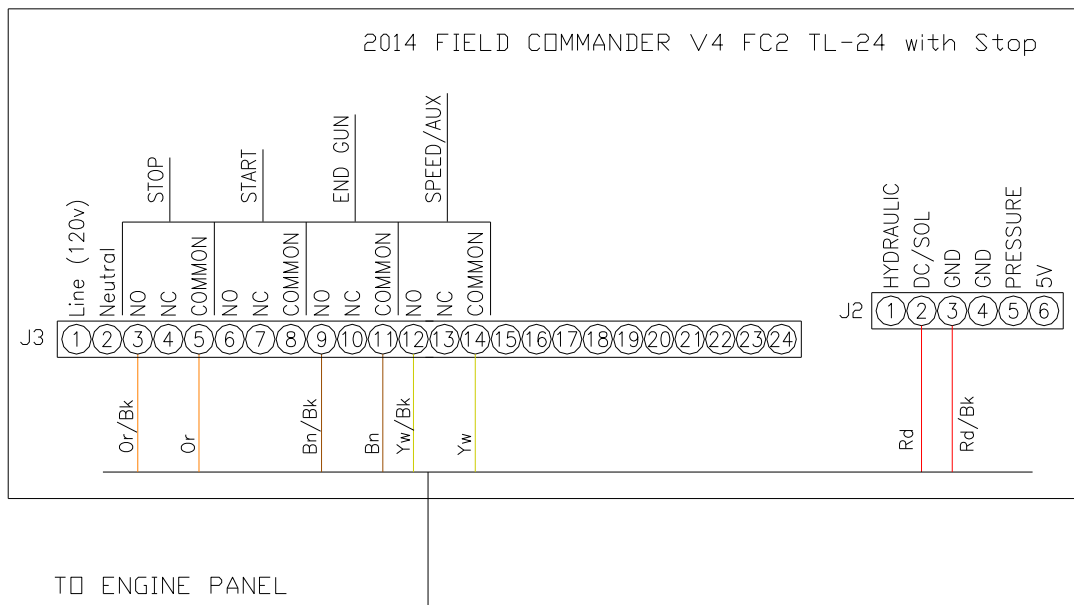 2014 FIELD COMMANDER V4 FC2 TL-24 with Stop
STOP
START
END GUN
SPEED/AUX
Line (120v)
Neutral
NO
NC
COMMON
NO
NC
COMMON
NO
NC
COMMON
NO
NC
COMMON
J3
1 2 3 4 5 6 7 8 9 10 11 12 13 14 15 16 17 18 19 20 21 22 23 24
Or/Bk
Or
Bn/Bk
Bn
Yw/Bk
Yw
HYDRAULIC
DC/SOL
GND
GND
PRESSURE
5V
J2
1 2 3 4 5 6
Rd
Rd/Bk
TO ENGINE PANEL